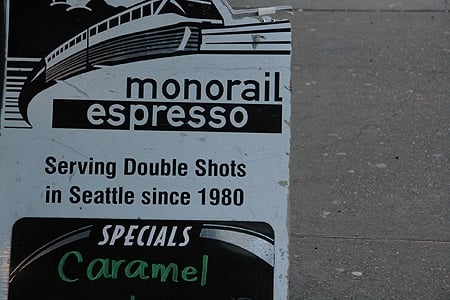 monorail
espresso
Serving Double Shots
in Seattle since 1980
SPECIALS
Caramel